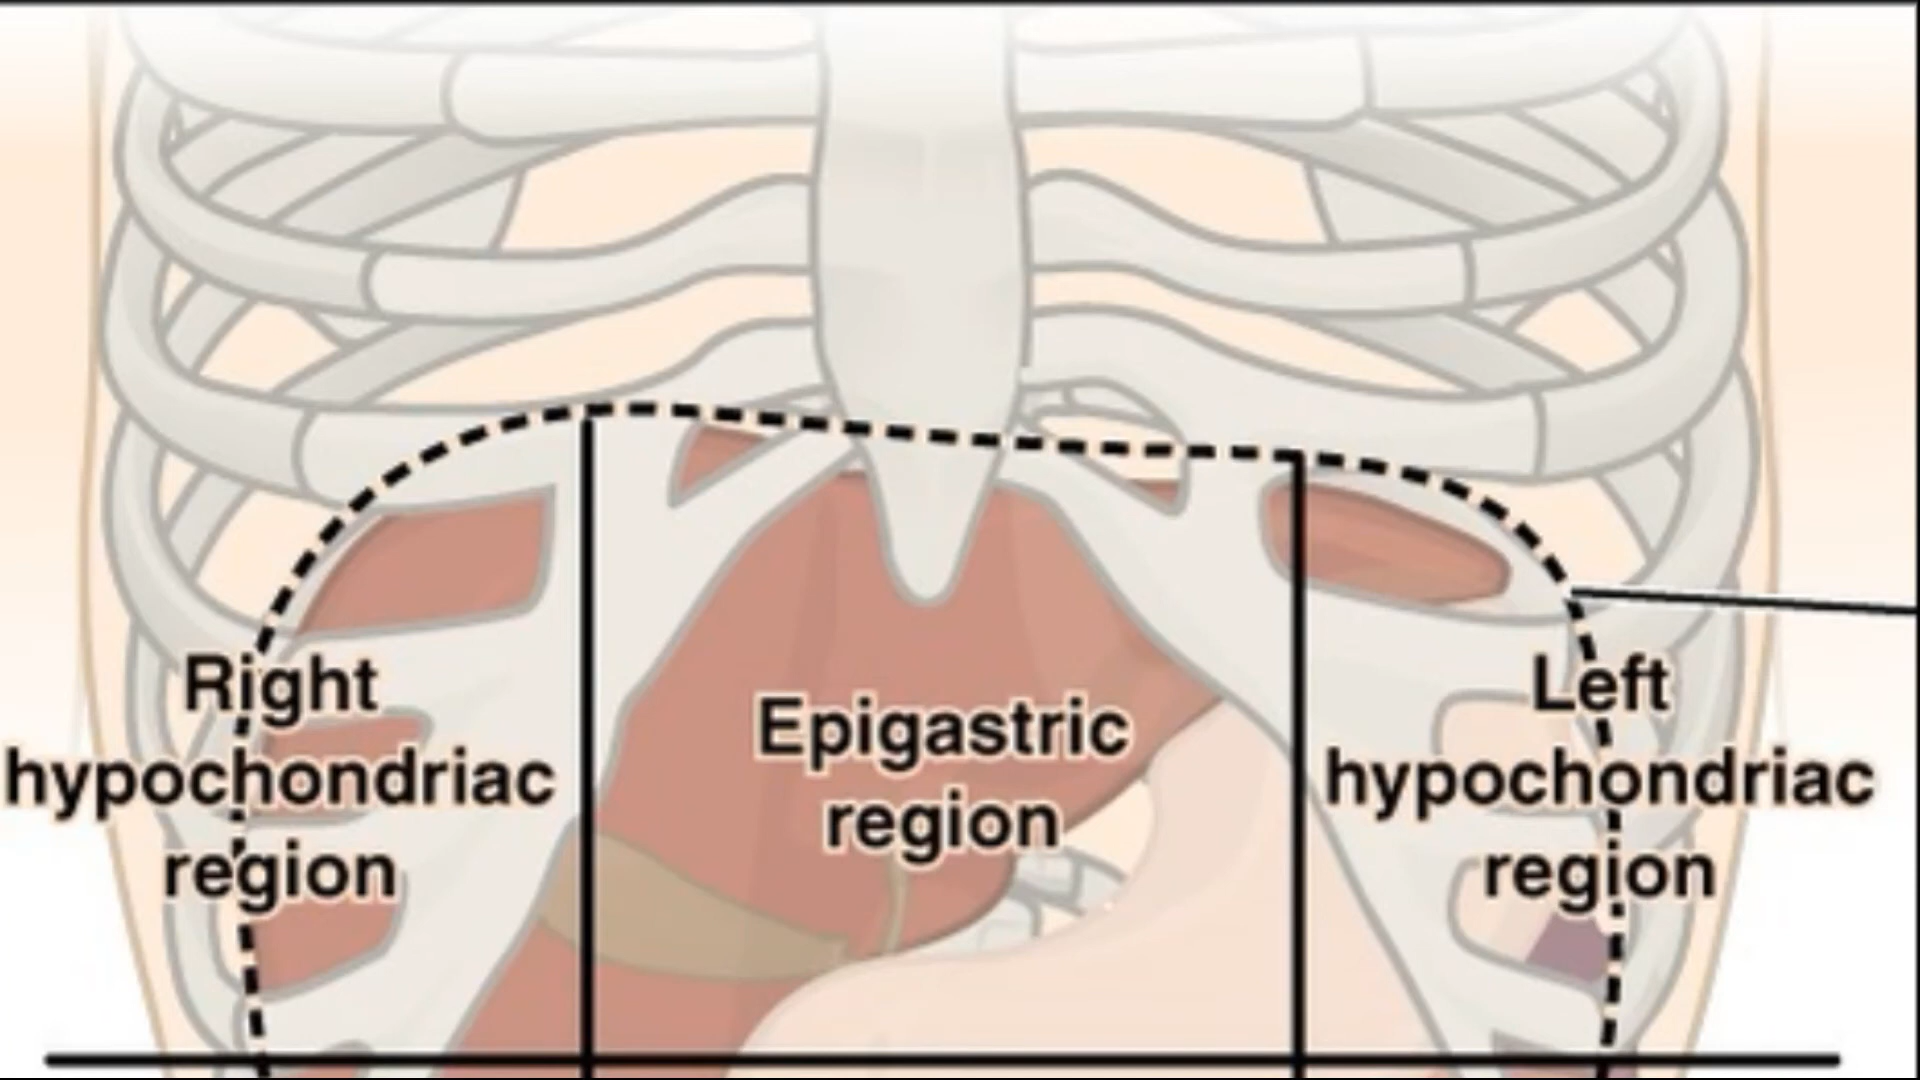 Right
hypochondriac
region
Epigastric
region
Left
hypochondriac
region